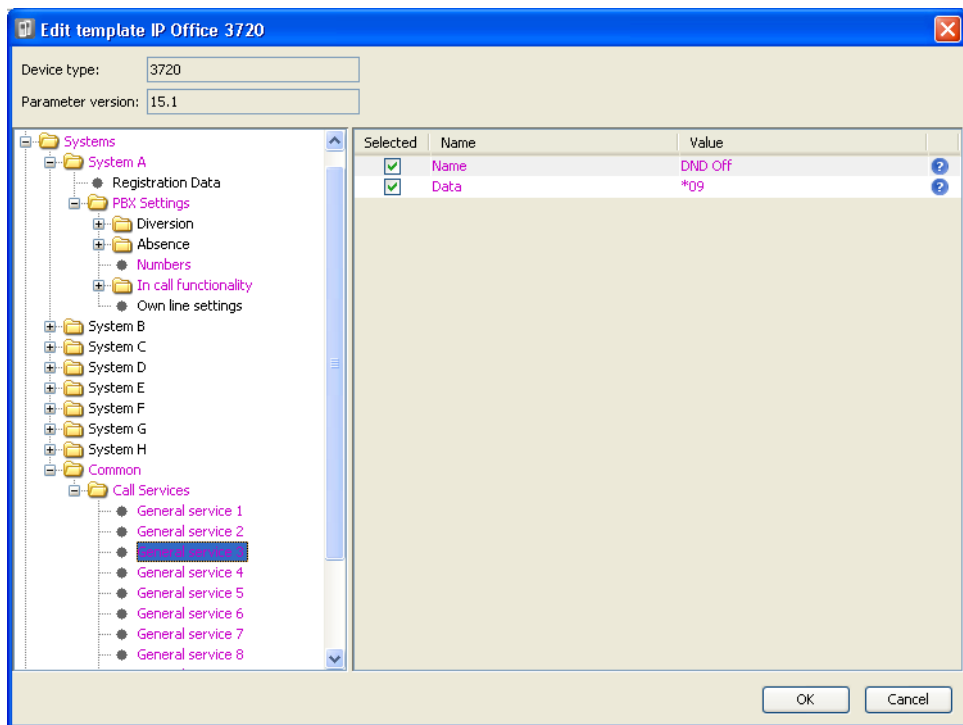 Edit template IP Office 3720
Device type: 3720
Parameter version: 15.1
Systems
System A
Registration Data
PBX Settings
Diversion
Absence
Numbers
In call functionality
Own line settings
System B
System C
System D
System E
System F
System G
System H
Common
Call Services
General service 1
General service 2
General service 3
General service 4
General service 5
General service 6
General service 7
General service 8
Selected Name Value
Name DND Off
Data *09
OK Cancel